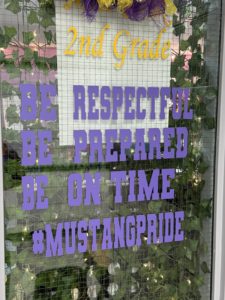 2nd Grade
BE RESPECTFUL
BE PREPARED
BE ON TIME
#MUSTANGPRIDE